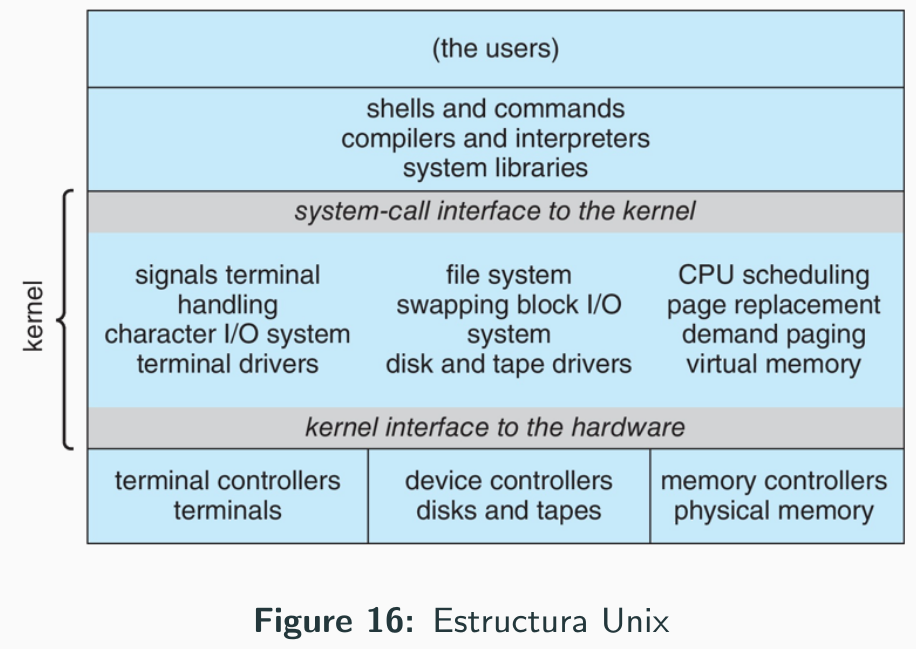 (the users)
shells and commands
compilers and interpreters
system libraries
system-call interface to the kernel
kernel
signals terminal
handling
character I/O system
terminal drivers
file system
swapping block I/O
system
disk and tape drivers
CPU scheduling
page replacement
demand paging
virtual memory
kernel interface to the hardware
terminal controllers
terminals
device controllers
disks and tapes
memory controllers
physical memory
Figure 16: Estructura Unix